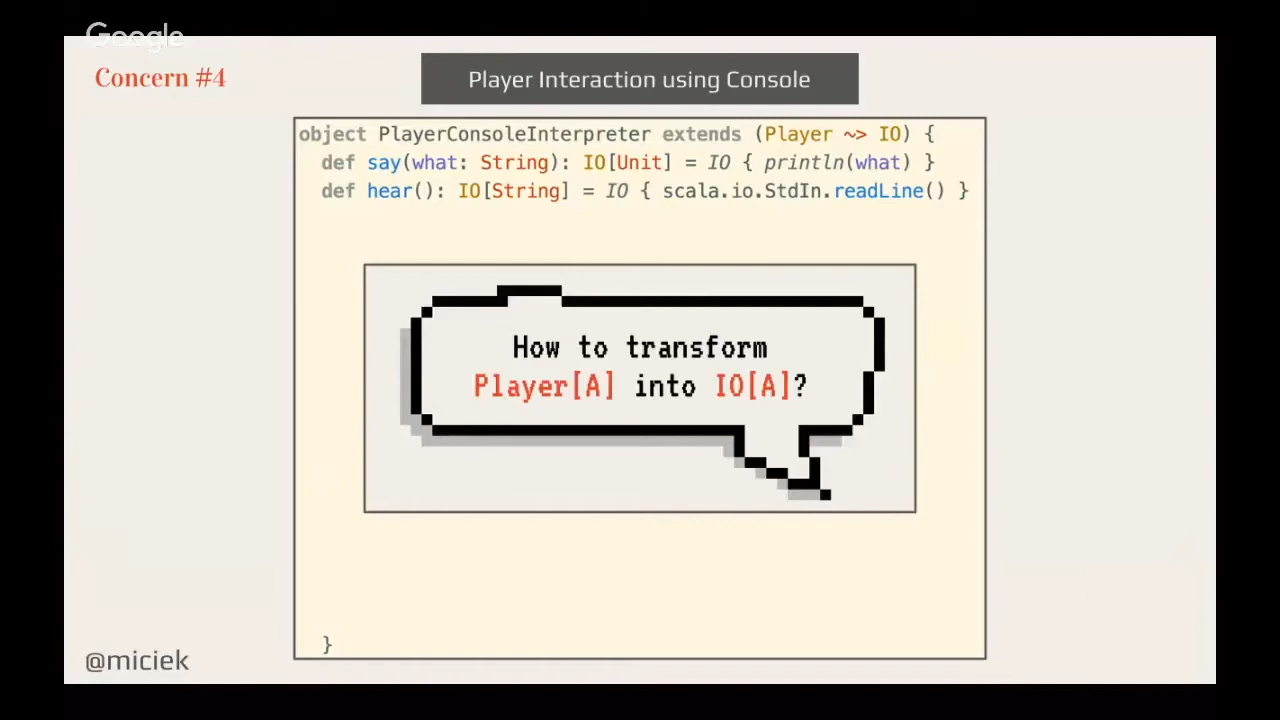 Google
Concern #4
Player Interaction using Console
object PlayerConsoleInterpreter extends (Player ~> IO) {
def say(what: String): IO[Unit] = IO { println(what) }
def hear(): IO[String] = IO { scala.io.StdIn.readLine() }
How to transform
Player[A] into IO[A]?
}
@miciek